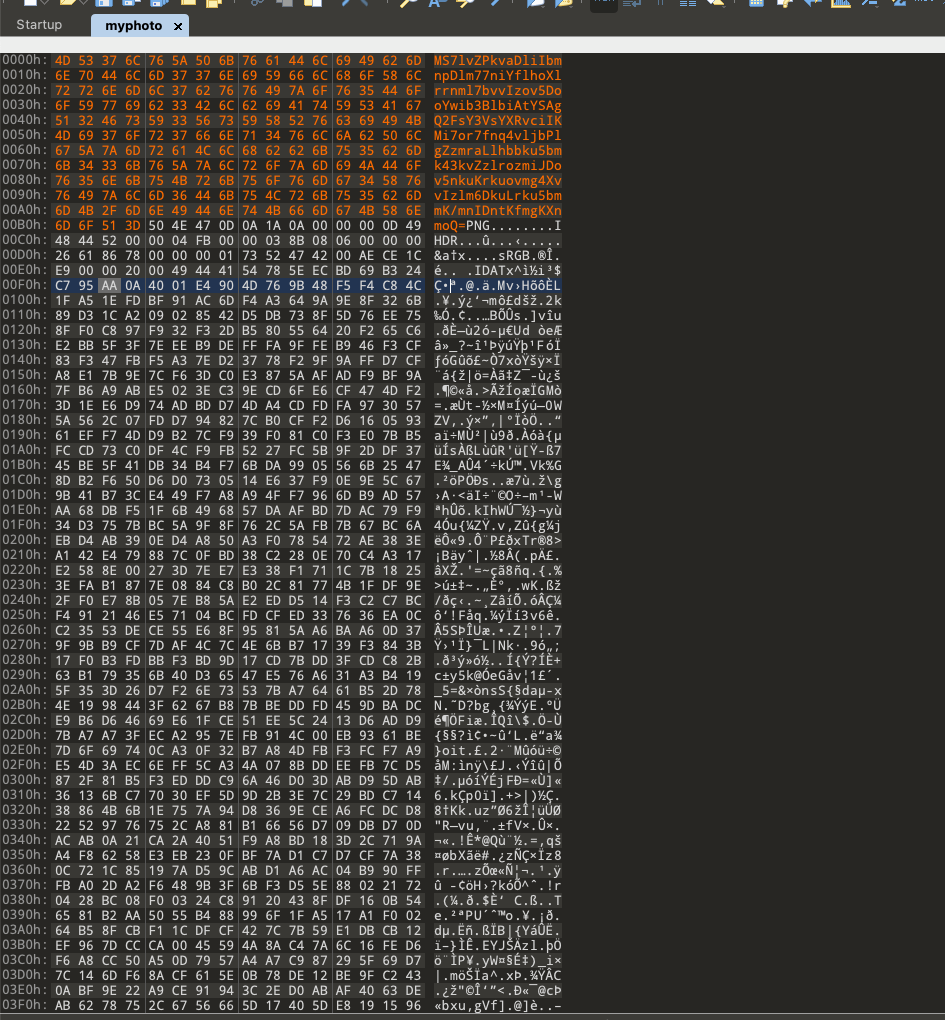 Startup myphoto ×
0000h: 4D 53 37 6C 76 5A 50 6B 76 61 44 6C 69 49 62 6D MS7lvZPkvaDliIbm
0010h: 6E 70 44 6C 6D 37 37 6E 69 59 66 6C 68 6F 58 6C npDlm77niYflhoXl
0020h: 72 72 6E 6D 6C 37 62 76 76 49 7A 6F 76 35 44 6F rrnml7bvvIzov5Do
0030h: 6F 59 77 69 62 33 42 6C 62 69 41 74 59 53 41 67 oYwib3BlbiAtYSAg
0040h: 51 32 46 73 59 33 56 73 59 58 52 76 63 69 49 4B Q2FsY3VsYXRvciIK
0050h: 4D 69 37 6F 72 37 66 6E 71 34 76 6C 6A 62 50 6C Mi7or7fnq4vljbPl
0060h: 67 5A 7A 6D 72 61 4C 6C 68 62 62 6B 75 35 62 6D gZzmraLlhbbku5bm
0070h: 6B 34 33 6B 76 5A 7A 6C 72 6F 7A 6D 69 4A 44 6F k43kvZzlrozmiJDo
0080h: 76 35 6E 6B 75 4B 72 6B 75 6F 76 6D 67 34 58 76 v5nkuKrkuovmg4Xv
0090h: 76 49 7A 6C 6D 36 44 6B 75 4C 72 6B 75 35 62 6D vIzlm6DkuLrku5bm
00A0h: 6D 4B 2F 6D 6E 49 44 6E 74 4B 66 6D 67 4B 58 6E mK/mnIDntKfmgKXn
00B0h: 6D 6F 51 3D 50 4E 47 0D 0A 1A 0A 00 00 00 0D 49 moQ=PNG........I
00C0h: 48 44 52 00 00 04 FB 00 00 03 8B 08 06 00 00 00 HDR...û...‹.....
00D0h: 26 61 86 78 00 00 00 01 73 52 47 42 00 AE CE 1C &a†x....sRGB.®Î.
00E0h: E9 00 00 20 00 49 44 41 54 78 5E EC BD 69 B3 24 é.. .IDATx^ì½i³$
00F0h: C7 95 AA 0A 40 01 E4 90 4D 76 9B 48 F5 F4 C8 4C Ç•ª.@.ä.Mv›HõôÈL
0100h: 1F A5 1E FD BF 91 AC 6D F4 A3 64 9A 9E 8F 32 6B .¥.ý¿‘¬mô£dšž.2k
0110h: 89 D3 1C A2 09 02 85 42 D5 DB 73 8F 5D 76 EE 75 ‰Ó.¢..…BÕÛs.]vîu
0120h: 8F F0 C8 97 F9 32 F3 2D B5 80 55 64 20 F2 65 C6 .ðÈ—ù2ó-µ€Ud òeÆ
0130h: E2 BB 5F 3F 7E EE B9 DE FF FA 9F FE B9 46 F3 CF â»_?~î¹ÞÿúŸþ¹FóÏ
0140h: 83 F3 47 FB F5 A3 7E D2 37 78 F2 9F 9A FF D7 CF ƒóGûõ£~Ò7xòŸšÿ×Ï
0150h: A8 E1 7B 9E 7C F6 3D C0 E3 87 5A AF AD F9 BF 9A ¨á{ž|ö=Àã‡Z¯-ù¿š
0160h: 7F B6 A9 AB E5 02 3E C3 9E CD 6F E6 CF 47 4D F2 .¶©«å.>ÃžÍoæÏGMò
0170h: 3D 1E E6 D9 74 AD BD D7 4D A4 CD FD FA 97 30 57 =.æÙt-½×M¤Íýú—0W
0180h: 5A 56 2C 07 FD D7 94 82 7C B0 CF F2 D6 16 05 93 ZV,.ý×”‚|°ÏòÖ..“
0190h: 61 EF F7 4D D9 B2 7C F9 39 F0 81 C0 F3 E0 7B B5 aï÷MÙ²|ù9ð.Àóà{µ
01A0h: FC CD 73 C0 DF 4C F9 FB 52 27 FC 5B 9F 2D DF 37 üÍsÀßLùûR'ü[Ÿ-ß7
01B0h: 45 BE 5F 41 DB 34 B4 F7 6B DA 99 05 56 6B 25 47 E¾_AÛ4´÷kÚ™.Vk%G
01C0h: 8D B2 F6 50 D6 D0 73 05 14 E6 37 F9 0E 9E 5C 67 .²öPÖÐs..æ7ù.ž\g
01D0h: 9B 41 B7 3C E4 49 F7 A8 A9 4F F7 96 6D B9 AD 57 ›A·<äI÷¨©O÷–m¹-W
01E0h: AA 68 DB F5 1F 6B 49 68 57 DA AF BD 7D AC 79 F9 ªhÛõ.kIhWÚ¯½}¬yù
01F0h: 34 D3 75 7B BC 5A 9F 8F 76 2C 5A FB 7B 67 BC 6A 4Óu{¼ZŸ.v,Zû{g¼j
0200h: EB D4 AB 39 0E D4 A8 50 A3 F0 78 54 72 AE 38 3E ëÔ«9.Ô¨P£ðxTr®8>
0210h: A1 42 E4 79 88 7C 0F BD 38 C2 28 0E 70 C4 A3 17 ¡Bäyˆ|.½8Â(.pÄ£.
0220h: E2 58 8E 00 27 3D 7E E7 E3 38 F1 71 1C 7B 18 25 âXŽ.'=~çã8ñq.{.%
0230h: 3E FA B1 87 7E 08 84 C8 B0 2C 81 77 4B 1F DF 9E >ú±‡~.„È°,.wK.ßž
0240h: 2F F0 E7 8B 05 7E B8 5A E2 ED D5 14 F3 C2 C7 BC /ðç‹.~¸ZâíÕ.óÂÇ¼
0250h: F4 91 21 46 E5 71 04 BC FD CF ED 33 76 36 EA 0C ô‘!Fåq.¼ýÏí3v6ê.
0260h: C2 35 53 DE CE 55 E6 8F 95 81 5A A6 BA A6 0D 37 Â5SÞÎUæ.•.Z¦º¦.7
0270h: 9F 9B B9 CF 7D AF 4C 7C 4E 6B B7 17 39 F3 84 3B Ÿ›¹Ï}¯L|Nk·.9ó„;
0280h: 17 F0 B3 FD BB F3 BD 9D 17 CD 7B DD 3F CD C8 2B .ð³ý»ó½..Í{Ý?ÍÈ+
0290h: 63 B1 79 35 6B 40 D3 65 47 E5 76 A6 31 A3 B4 19 c±y5k@ÓeGåv¦1£´.
02A0h: 5F 35 3D 26 D7 F2 6E 73 53 7B A7 64 61 B5 2D 78 _5=&×ònsS{§daµ-x
02B0h: 4E 19 98 44 3F 62 67 B8 7B BE DD FD 45 9D BA DC N.˜D?bg¸{¾ÝýE.ºÜ
02C0h: E9 B6 D6 46 69 E6 1F CE 51 EE 5C 24 13 D6 AD D9 é¶ÖFiæ.ÎQî\$.Ö-Ù
02D0h: 7B A7 A7 3F EC A2 95 7E FB 91 4C 00 EB 93 61 BE {§§?ì¢•~û‘L.ë“a¾
02E0h: 7D 6F 69 74 0C A3 0F 32 B7 A8 4D FB F3 FC F7 A9 }oit.£.2·¨Mûóü÷©
02F0h: E5 4D 3A EC 6E FF 5C A3 4A 07 8B DD EE FB 7C D5 åM:ìnÿ\£J.‹Ýîû|Õ
0300h: 87 2F 81 B5 F3 ED DD C9 6A 46 D0 3D AB D9 5D AB ‡/.µóíÝÉjFÐ=«Ù]«
0310h: 36 13 6B C7 70 30 EF 5D 9D 2B 3E 7C 29 BD C7 14 6.kÇp0ï].+>|)½Ç.
0320h: 38 86 4B 6B 1E 75 7A 94 D8 36 9E CE A6 FC DC D8 8†Kk.uz”Ø6žÎ¦üÜØ
0330h: 22 52 97 76 75 2C A8 81 B1 66 56 D7 09 DB D7 0D "R—vu,¨.±fV×.Û×.
0340h: AC AB 0A 21 CA 2A 40 51 F9 A8 BD 18 3D 2C 71 9A ¬«.!Ê*@Qù¨½.=,qš
0350h: A4 F8 62 58 E3 EB 23 0F BF 7A D1 C7 D7 CF 7A 38 ¤øbXãë#.¿zÑÇ×Ïz8
0360h: 0C 72 1C 85 19 7A D5 9C AB D1 A6 AC 04 B9 90 FF .r.….zÕœ«Ñ¦¬.¹.ÿ
0370h: FB A0 2D A2 F6 48 9B 3F 6B F3 D5 5E 88 02 21 72 û -¢öH›?kóÕ^ˆ.!r
0380h: 04 28 BC 08 F0 03 24 C8 91 20 43 8F DF 16 0B 54 .(¼.ð.$È‘ C.ß..T
0390h: 65 81 B2 AA 50 55 B4 88 99 6F 1F A5 17 A1 F0 02 e.²ªPU´ˆ™o.¥.¡ð.
03A0h: 64 B5 8F CB F1 1C DF CF 42 7C 7B 59 E1 DB CB 12 dµ.Ëñ.ßÏB|{YáÛË.
03B0h: EF 96 7D CC CA 00 45 59 4A 8A C4 7A 6C 16 FE D6 ï–}ÌÊ.EYJŠÄzl.þÖ
03C0h: F6 A8 CC 50 A5 0D 79 57 A4 A7 C9 87 29 5F 69 D7 ö¨ÌP¥.yW¤§É‡)_i×
03D0h: 7C 14 6D F6 8A CF 61 5E 0B 78 DE 12 BE 9F C2 43 |.möŠÏa^.xÞ.¾ŸÂC
03E0h: 0A BF 9E 22 A9 CE 91 94 3C 2E D0 AB AF 40 63 DE .¿ž"©Î‘”<.Ð«¯@cÞ
03F0h: AB 62 78 75 2C 67 56 66 5D 17 40 5D E8 19 15 96 «bxu,gVf].@]è..–